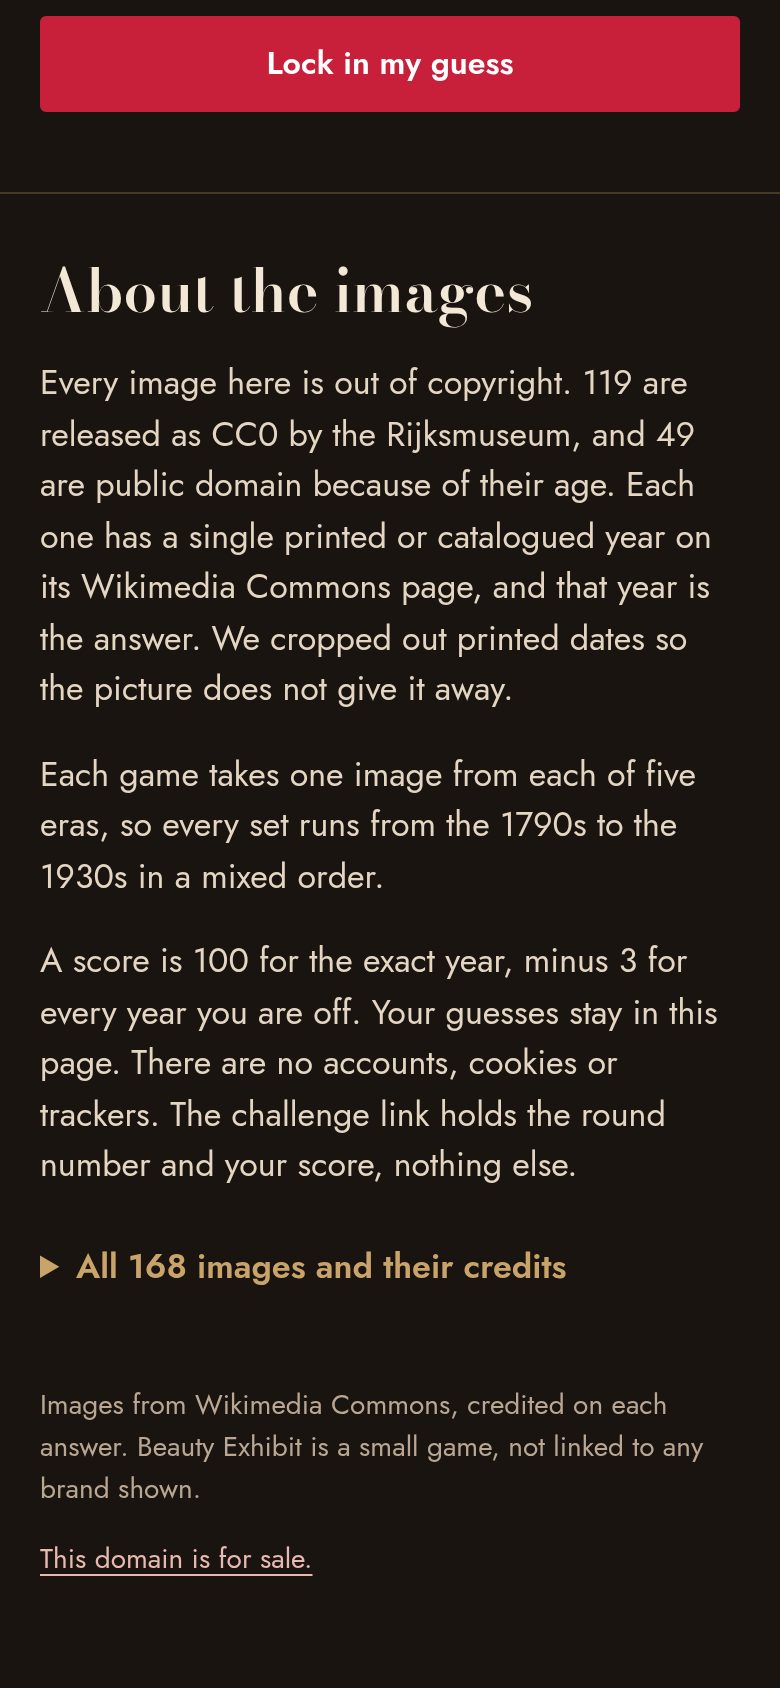 Lock in my guess
About the images
Every image here is out of copyright. 119 are
released as CC0 by the Rijksmuseum, and 49
are public domain because of their age. Each
one has a single printed or catalogued year on
its Wikimedia Commons page, and that year is
the answer. We cropped out printed dates so
the picture does not give it away.
Each game takes one image from each of five
eras, so every set runs from the 1790s to the
1930s in a mixed order.
A score is 100 for the exact year, minus 3 for
every year you are off. Your guesses stay in this
page. There are no accounts, cookies or
trackers. The challenge link holds the round
number and your score, nothing else.
All 168 images and their credits
Images from Wikimedia Commons, credited on each
answer. Beauty Exhibit is a small game, not linked to any
brand shown.
This domain is for sale.